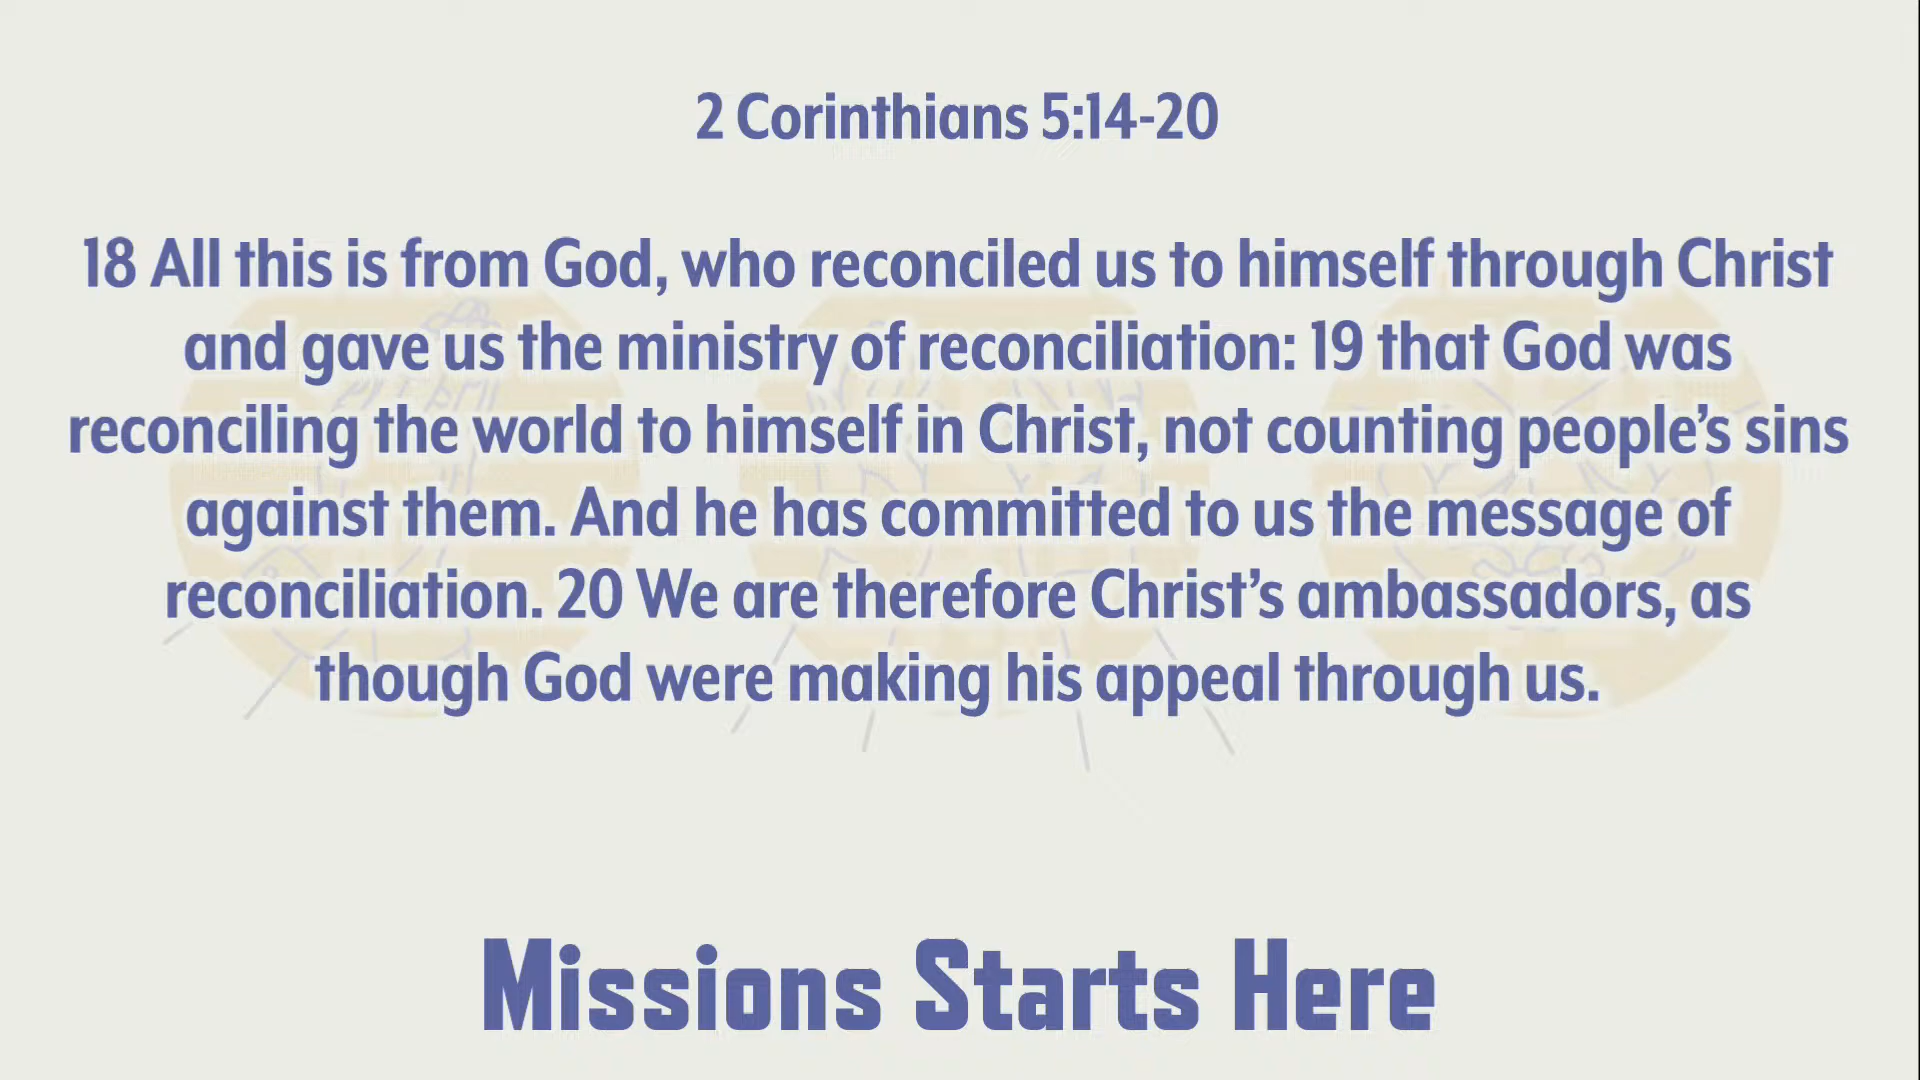 2 Corinthians 5:14-20
18 All this is from God, who reconciled us to himself through Christ
and gave us the ministry of reconciliation: 19 that God was
reconciling the world to himself in Christ, not counting people’s sins
against them. And he has committed to us the message of
reconciliation. 20 We are therefore Christ’s ambassadors, as
though God were making his appeal through us.
Missions Starts Here